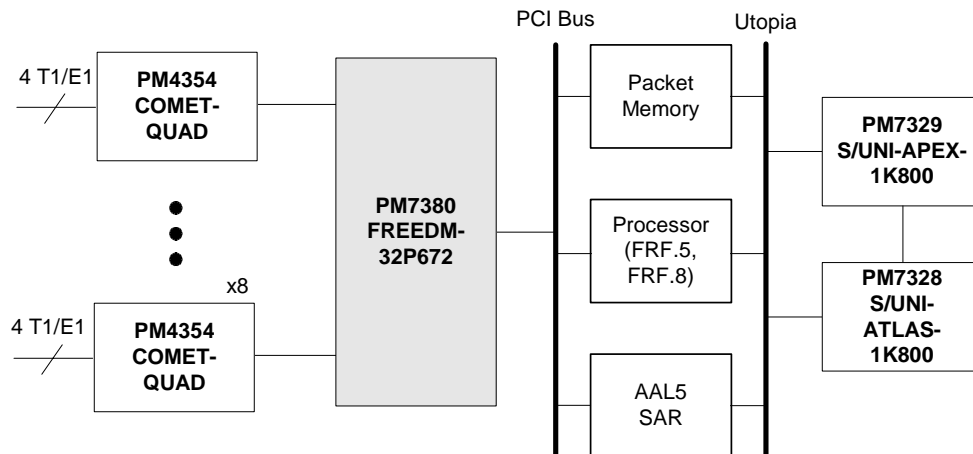 PCI Bus
Utopia
4 T1/E1
PM4354
COMET-
QUAD
x8
4 T1/E1
PM4354
COMET-
QUAD
PM7380
FREEDM-
32P672
Packet
Memory
Processor
(FRF.5,
FRF.8)
AAL5
SAR
PM7329
S/UNI-APEX-
1K800
PM7328
S/UNI-
ATLAS-
1K800